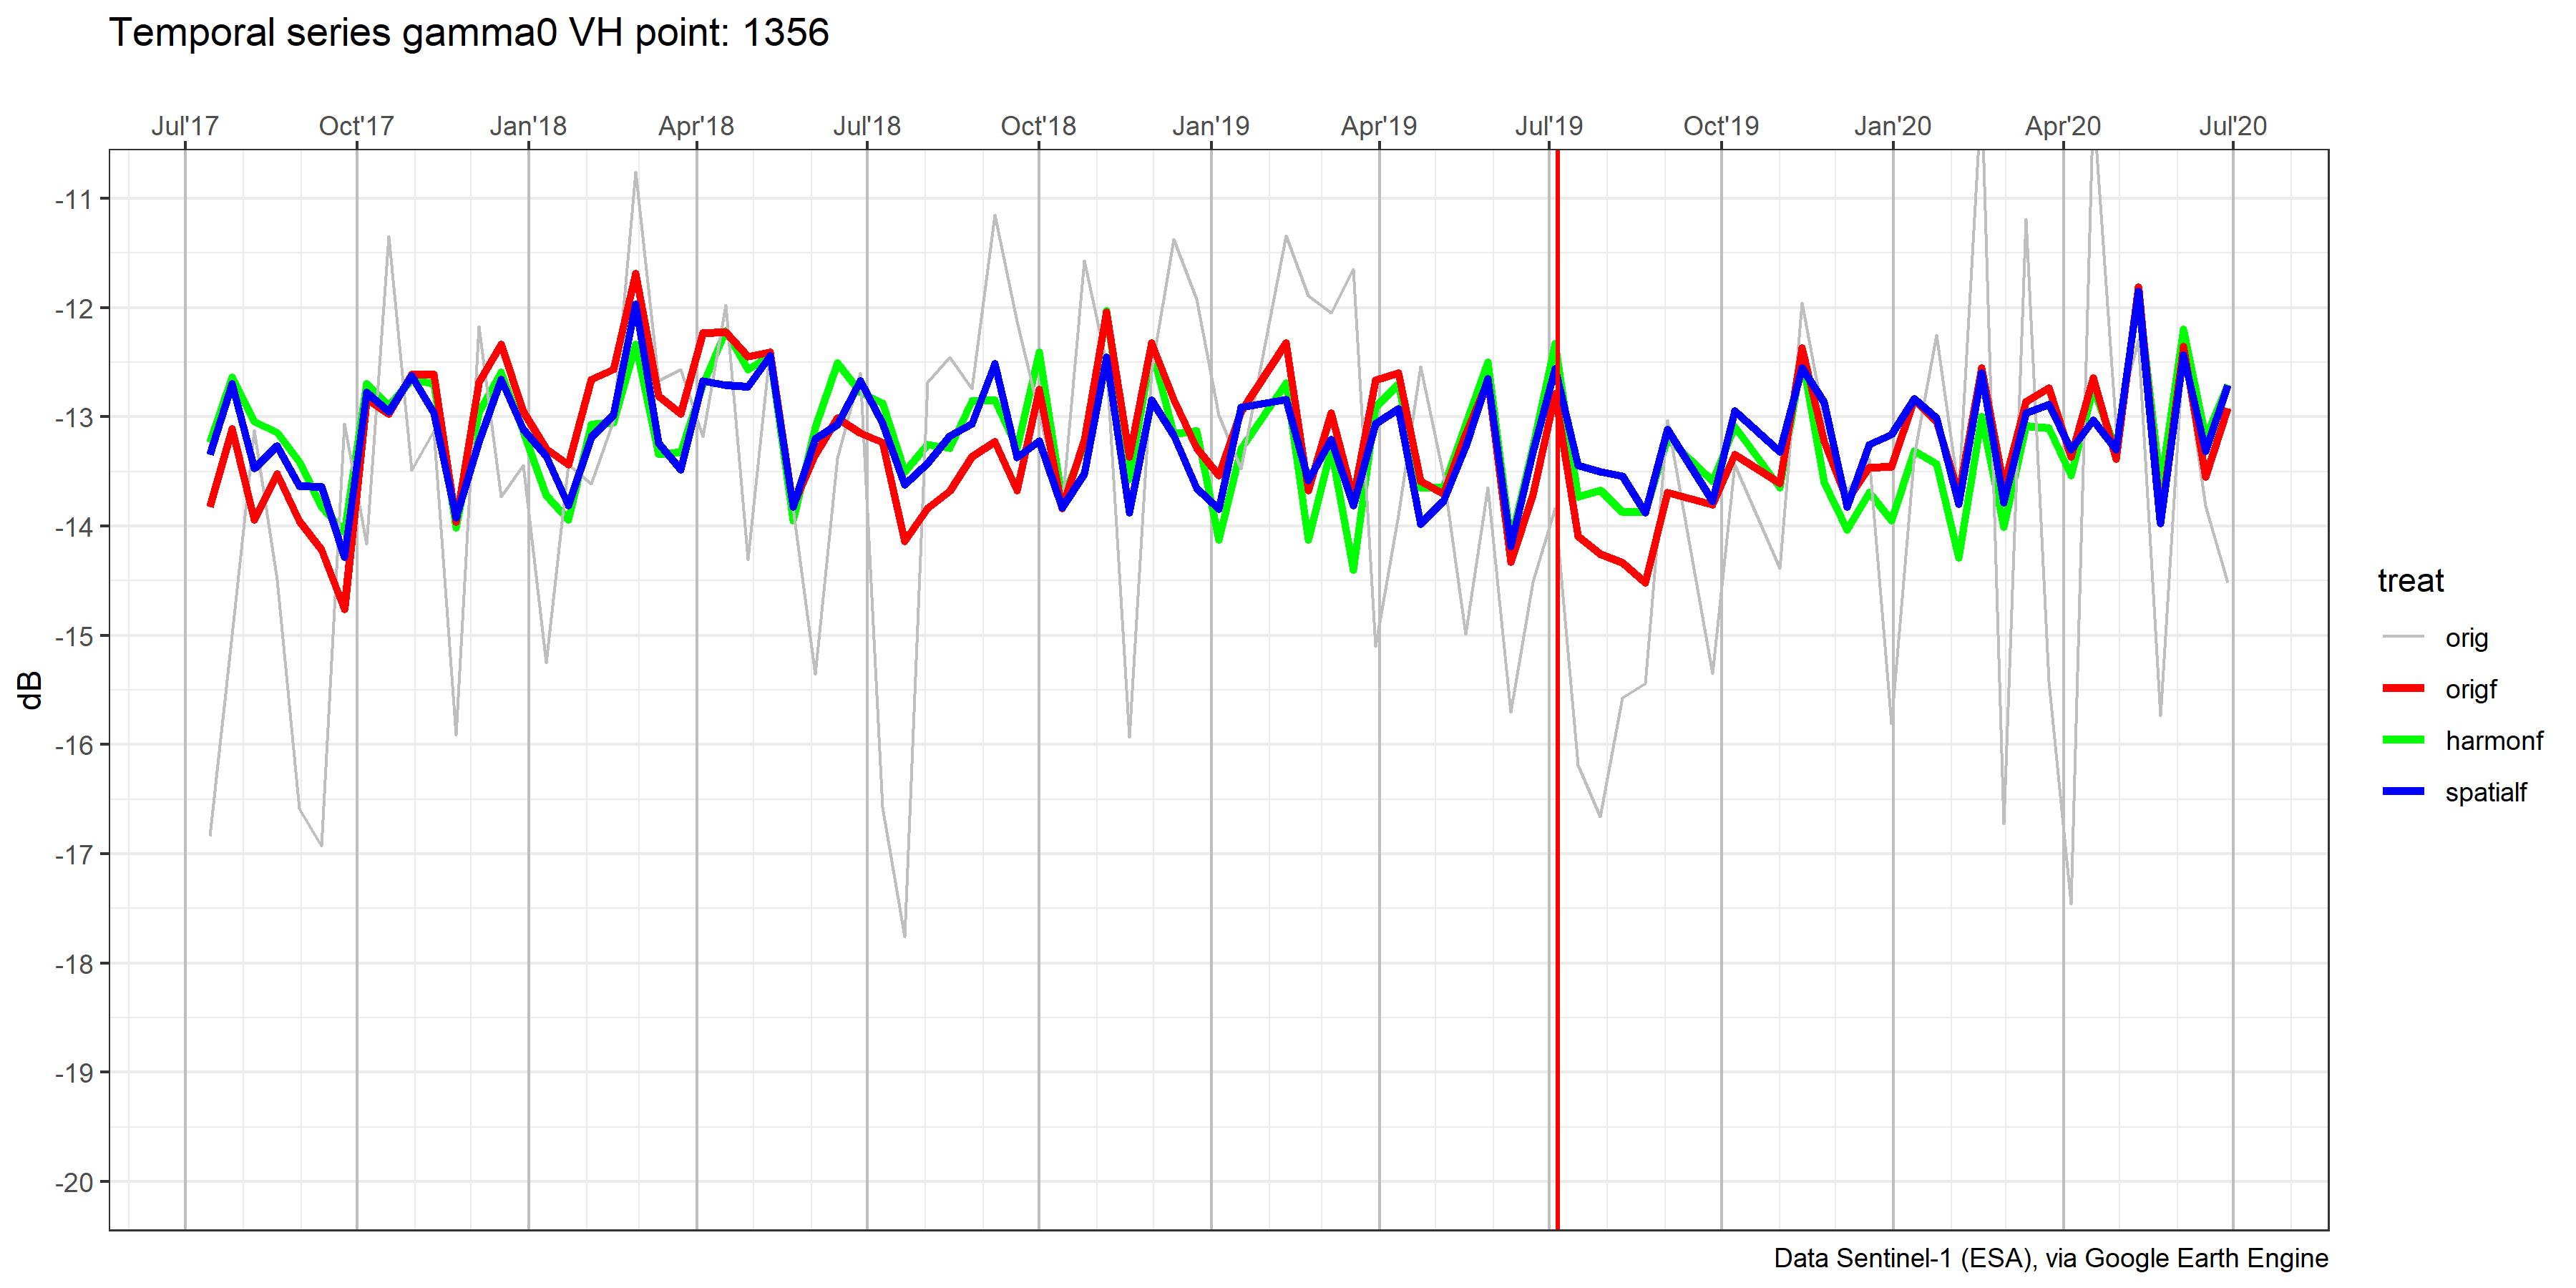 Temporal series gamma0 VH point: 1356
Jul'17 Oct'17 Jan'18 Apr'18 Jul'18 Oct'18 Jan'19 Apr'19 Jul'19 Oct'19 Jan'20 Apr'20 Jul'20
-11
-12
-13
-14
-15
-16
-17
-18
-19
-20
dB
treat
orig
origf
harmonf
spatialf
Data Sentinel-1 (ESA), via Google Earth Engine